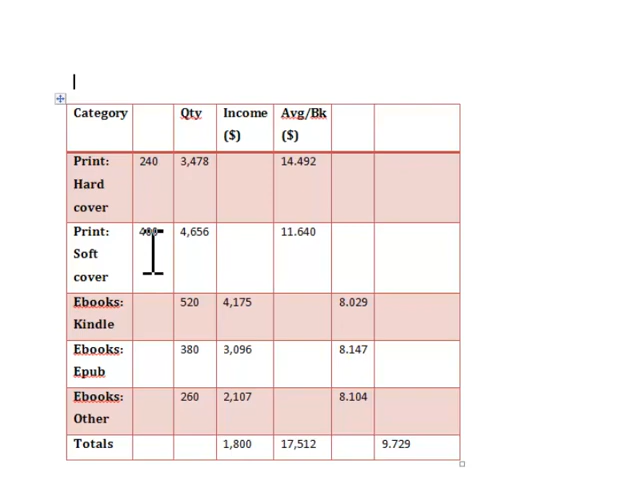 Category Qty Income Avg/Bk
($) ($)
Print: 240 3,478 14.492
Hard
cover
Print: 400 4,656 11.640
Soft
cover
Ebooks: 520 4,175 8.029
Kindle
Ebooks: 380 3,096 8.147
Epub
Ebooks: 260 2,107 8.104
Other
Totals 1,800 17,512 9.729